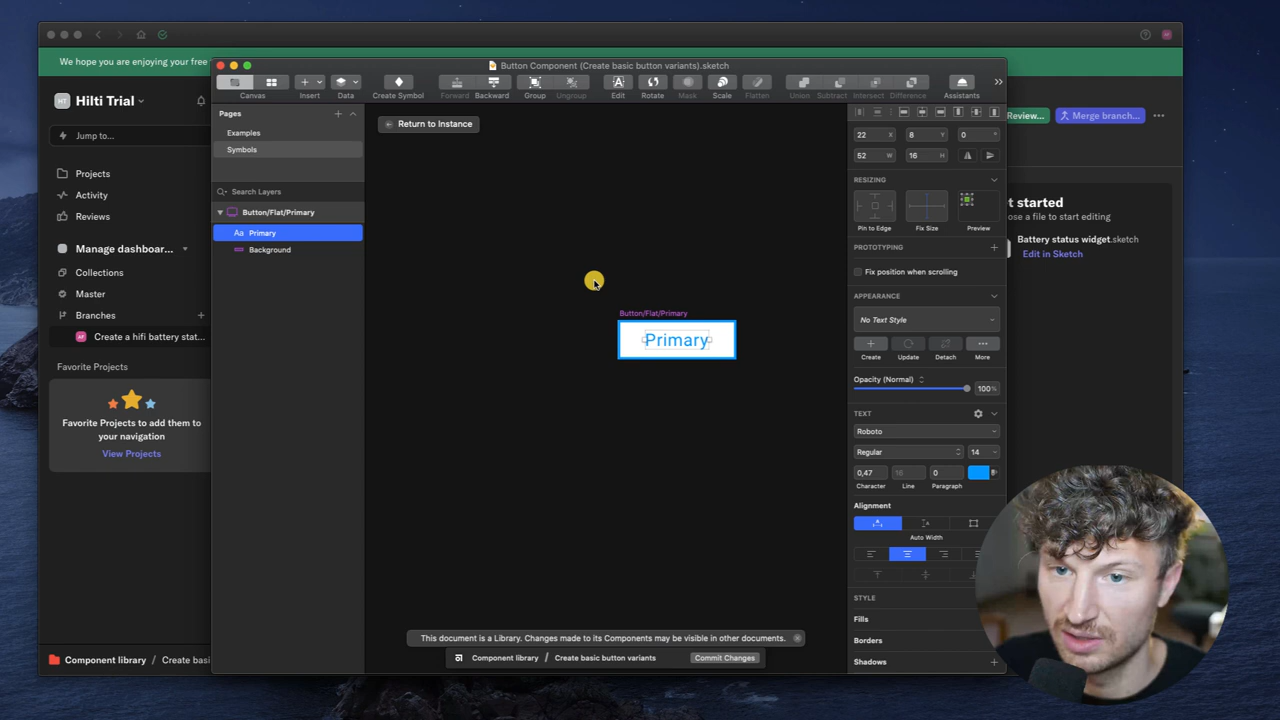 We hope you are enjoying your free
HT Hilti Trial
Jump to...
Projects
Activity
Reviews
Manage dashboar...
Collections
Master
Branches
Create a hifi battery stat...
Favorite Projects
Favorite Projects to add them to
your navigation
View Projects
Component library / Create basi
Button Component (Create basic button variants).sketch
Canvas
Insert
Data
Create Symbol
Forward
Backward
Group
Ungroup
Edit
Rotate
Mask
Scale
Flatten
Union
Subtract
Intersect
Difference
Assistants
Pages
Examples
Symbols
Search Layers
Button/Flat/Primary
Aa Primary
Background
Return to Instance
Button/Flat/Primary
Primary
This document is a Library. Changes made to its Components may be visible in other documents.
Component library / Create basic button variants
Commit Changes
22 X
8 Y
0 °
52 W
16 H
RESIZING
Pin to Edge
Fix Size
Preview
PROTOTYPING
Fix position when scrolling
APPEARANCE
No Text Style
Create
Update
Detach
More
Opacity (Normal)
100%
TEXT
Roboto
Regular
14
0,47
16
0
Character
Line
Paragraph
Alignment
Auto Width
STYLE
Fills
Borders
Shadows
Review...
Merge branch...
t started
ose a file to start editing
Battery status widget.sketch
Edit in Sketch